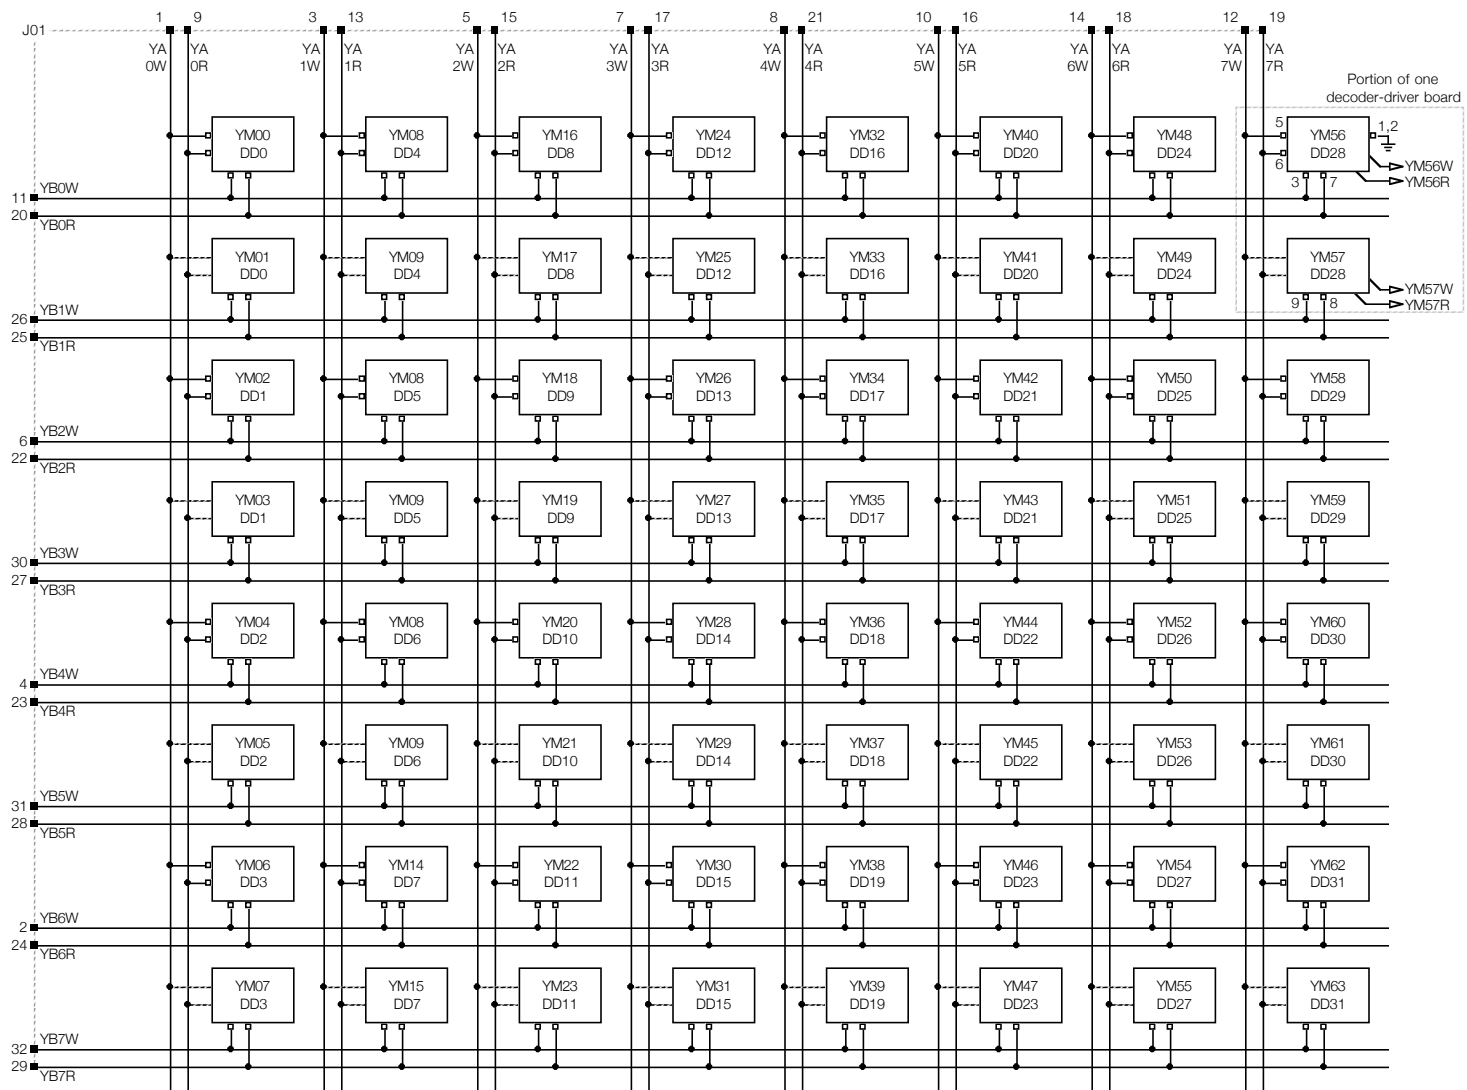 1 9 3 13 5 15 7 17 8 21 10 16 14 18 12 19
J01
YA YA YA YA YA YA YA YA YA YA YA YA YA YA YA YA
0W 0R 1W 1R 2W 2R 3W 3R 4W 4R 5W 5R 6W 6R 7W 7R
Portion of one
decoder-driver board
YM00 YM08 YM16 YM24 YM32 YM40 YM48 5 YM56 1,2
DD0 DD4 DD8 DD12 DD16 DD20 DD24 6 DD28 YM56W
3 7 YM56R
11 YB0W
20 YB0R
YM01 YM09 YM17 YM25 YM33 YM41 YM49 YM57
DD0 DD4 DD8 DD12 DD16 DD20 DD24 DD28 YM57W
9 8 YM57R
26 YB1W
25 YB1R
YM02 YM08 YM18 YM26 YM34 YM42 YM50 YM58
DD1 DD5 DD9 DD13 DD17 DD21 DD25 DD29
6 YB2W
22 YB2R
YM03 YM09 YM19 YM27 YM35 YM43 YM51 YM59
DD1 DD5 DD9 DD13 DD17 DD21 DD25 DD29
30 YB3W
27 YB3R
YM04 YM08 YM20 YM28 YM36 YM44 YM52 YM60
DD2 DD6 DD10 DD14 DD18 DD22 DD26 DD30
4 YB4W
23 YB4R
YM05 YM09 YM21 YM29 YM37 YM45 YM53 YM61
DD2 DD6 DD10 DD14 DD18 DD22 DD26 DD30
31 YB5W
28 YB5R
YM06 YM14 YM22 YM30 YM38 YM46 YM54 YM62
DD3 DD7 DD11 DD15 DD19 DD23 DD27 DD31
2 YB6W
24 YB6R
YM07 YM15 YM23 YM31 YM39 YM47 YM55 YM63
DD3 DD7 DD11 DD15 DD19 DD23 DD27 DD31
32 YB7W
29 YB7R